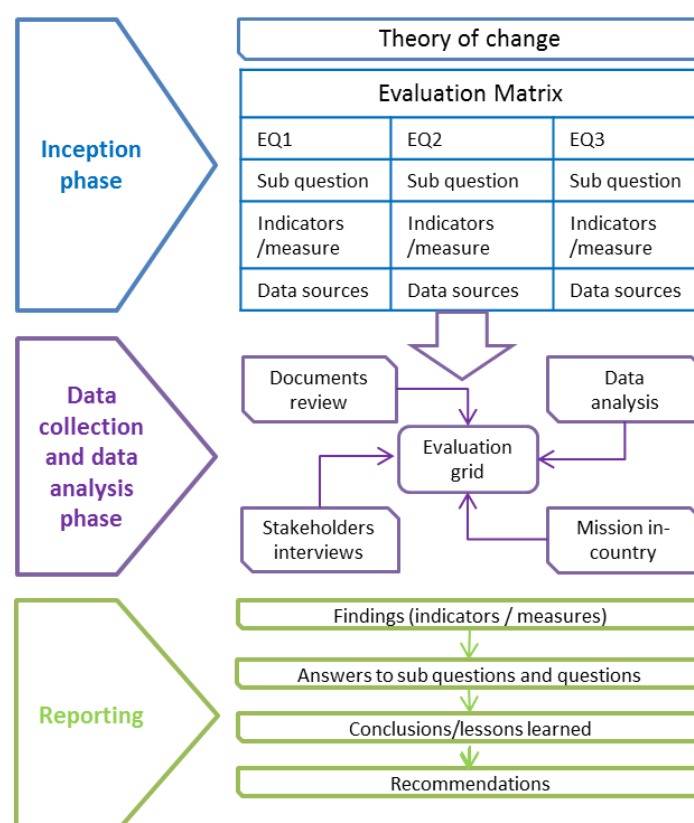 Inception
phase
Theory of change
Evaluation Matrix
EQ1 EQ2 EQ3
Sub question Sub question Sub question
Indicators Indicators Indicators
/measure /measure /measure
Data sources Data sources Data sources
Data
collection
and data
analysis
phase
Documents
review
Data
analysis
Evaluation
grid
Stakeholders
interviews
Mission in-
country
Reporting
Findings (indicators / measures)
Answers to sub questions and questions
Conclusions/lessons learned
Recommendations